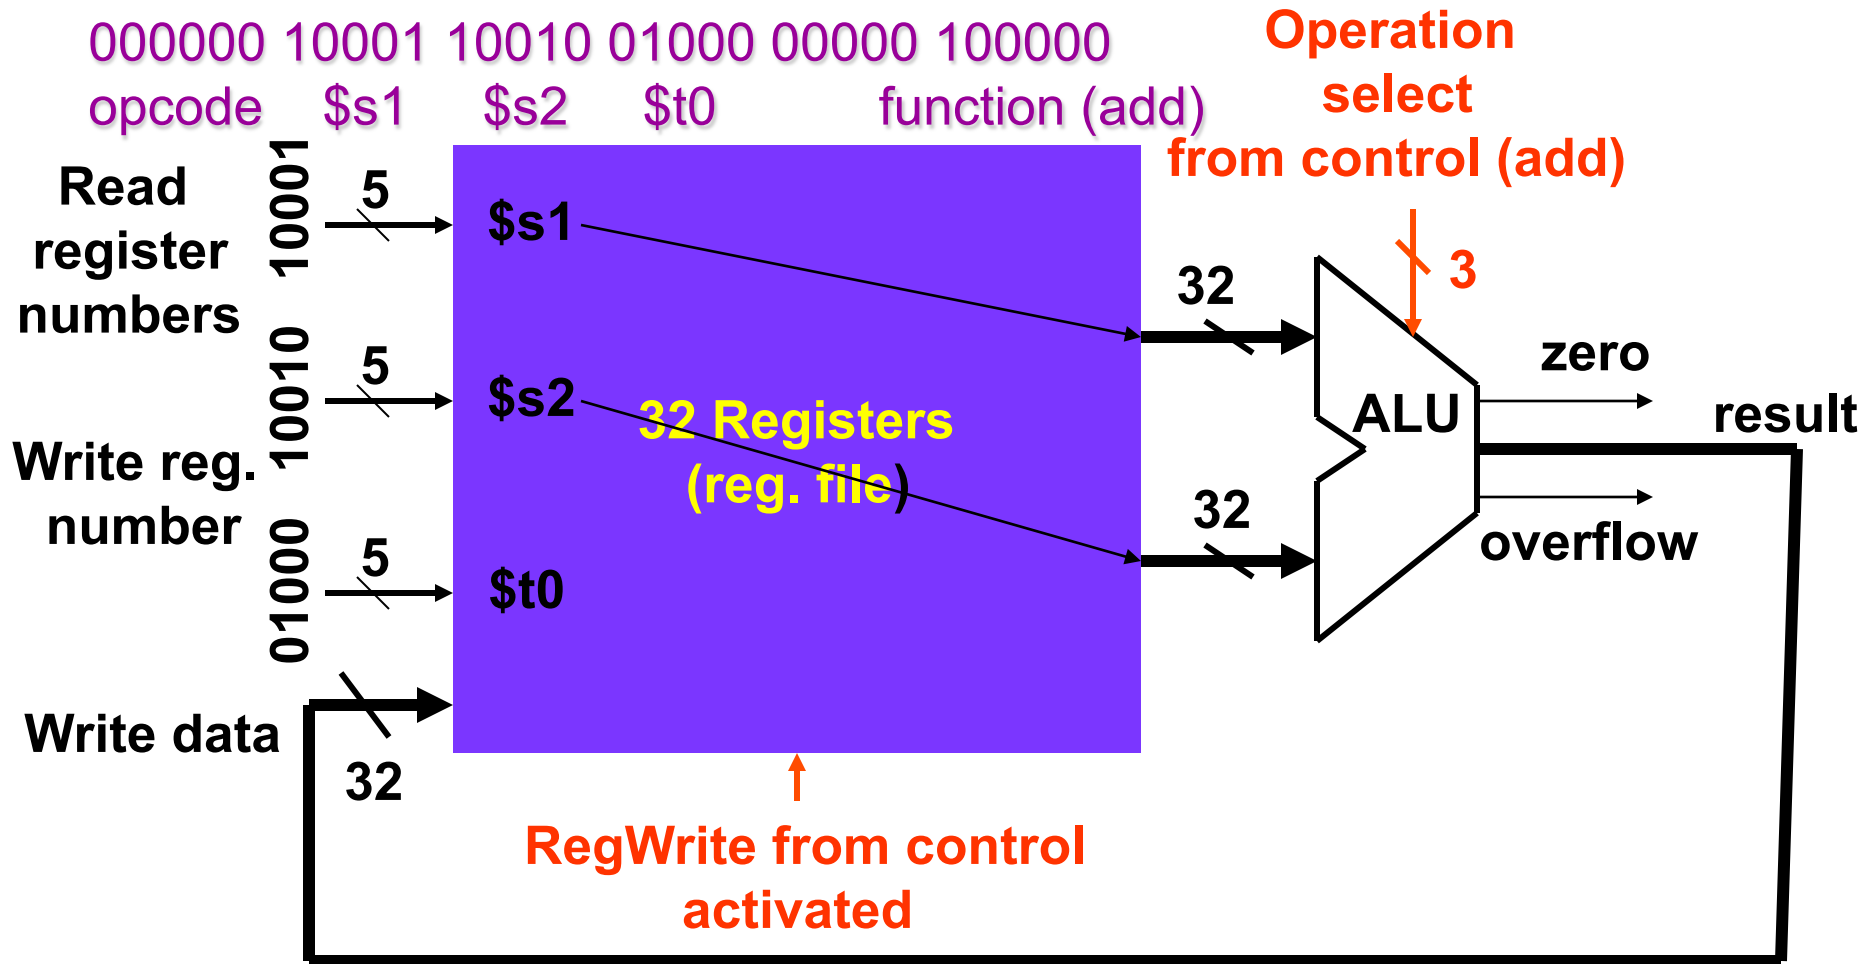 000000 10001 10010 01000 00000 100000
opcode $s1 $s2 $t0 function (add)
Operation
select
from control (add)
Read
register
numbers
10001
5
$s1
10010
5
$s2
Write reg.
number
01000
5
$t0
32 Registers
(reg. file)
32
32
3
ALU
zero
result
overflow
Write data
32
RegWrite from control
activated